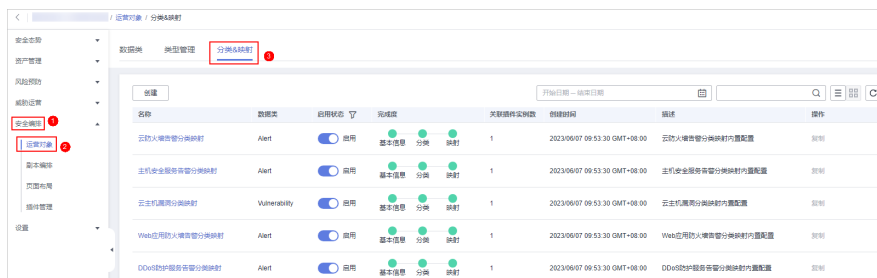 / 运营对象 / 分类&映射
安全态势
资产管理
风险预防
威胁运营
安全编排 1
运营对象 2
剧本编排
页面布局
插件管理
设置
数据类 类型管理 分类&映射 3
创建 开始日期 – 结束日期
名称 数据类 启用状态 完成度 关联插件实例数 创建时间 描述 操作
云防火墙告警分类映射 Alert 启用 基本信息 分类 映射 1 2023/06/07 09:53:30 GMT+08:00 云防火墙告警分类映射内置配置 复制
主机安全服务告警分类映射 Alert 启用 基本信息 分类 映射 1 2023/06/07 09:53:30 GMT+08:00 主机安全服务告警分类映射内置配置 复制
云主机漏洞分类映射 Vulnerability 启用 基本信息 分类 映射 1 2023/06/07 09:53:30 GMT+08:00 云主机漏洞分类映射内置配置 复制
Web应用防火墙告警分类映射 Alert 启用 基本信息 分类 映射 1 2023/06/07 09:53:30 GMT+08:00 Web应用防火墙告警分类映射内置配置 复制
DDoS防护服务告警分类映射 Alert 启用 基本信息 分类 映射 1 2023/06/07 09:53:30 GMT+08:00 DDoS防护服务告警分类映射内置配置 复制